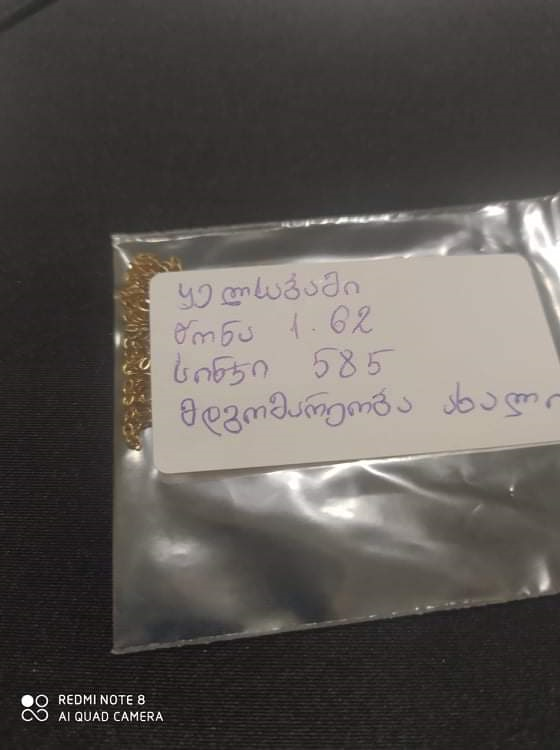 ყელსაბამი
წონა 1.62
სინჯი 585
მდგომარეობა ახალი
REDMI NOTE 8
AI QUAD CAMERA